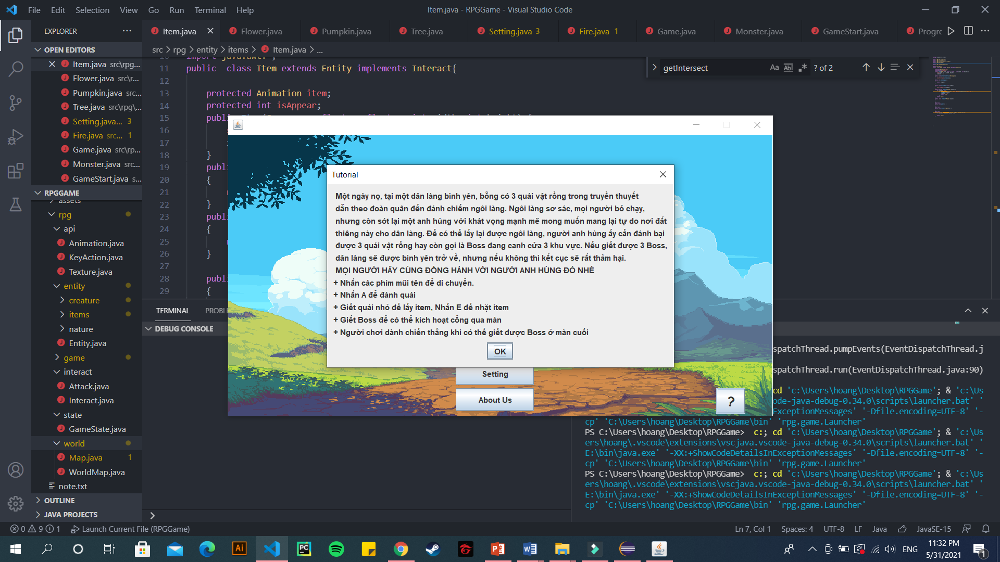 File Edit Selection View Go Run Terminal Help
Item.java - RPGGame - Visual Studio Code
EXPLORER
Item.java Flower.java Pumpkin.java Tree.java Setting.java 3 Fire.java 1 Game.java Monster.java GameStart.java Progre
OPEN EDITORS
Item.java src\rpg...
Flower.java src\r...
Pumpkin.java src...
Tree.java src\rpg\...
Setting.java... 3
Fire.java src... 1
Game.java src\rp...
Monster.java src...
GameStart.java s...
RPGGAME
assets
rpg
api
Animation.java
KeyAction.java
Texture.java
entity
creature
items
nature
Entity.java
game
interact
Attack.java
Interact.java
state
GameState.java
world
Map.java 1
WorldMap.java
note.txt
OUTLINE
JAVA PROJECTS
src > rpg > entity > items > Item.java > ...
getIntersect Aa Abl ? of 2
11 public class Item extends Entity implements Interact{
12
13 protected Animation item;
14 protected int isAppear;
15 publ
16
17
18 }
19 publ
20 {
21
22 }
23 publ
24 {
25
26 }
27
28 publ
29 {
Tutorial
Một ngày nọ, tại một dân làng bình yên, bỗng có 3 quái vật rồng trong truyền thuyết
dẫn theo đoàn quân đến đánh chiếm ngôi làng. Ngôi làng sơ sác, mọi người bỏ chạy,
nhưng còn sót lại một anh hùng với khát vọng mạnh mẽ mong muốn mang lại tự do nơi đất
thiêng này cho dân làng. Để có thể lấy lại được ngôi làng, người anh hùng ấy cần đánh bại
được 3 quái vật rồng hay còn gọi là Boss đang canh cửa 3 khu vực. Nếu giết được 3 Boss,
dân làng sẽ được bình yên trở về, nhưng nếu không thì kết cục sẽ rất thảm hại.
MỌI NGƯỜI HÃY CÙNG ĐỒNG HÀNH VỚI NGƯỜI ANH HÙNG ĐÓ NHÉ
+ Nhấn các phím mũi tên để di chuyển.
+ Nhấn A để đánh quái
+ Giết quái nhỏ để lấy item, Nhấn E để nhặt item
+ Giết Boss để có thể kích hoạt cổng qua màn
+ Người chơi dành chiến thắng khi có thể giết được Boss ở màn cuối
OK
Setting
About Us
?
TERMINAL PROBL
DEBUG CONSOLE
spatchThread.pumpEvents(EventDispatchThread.j
spatchThread.run(EventDispatchThread.java:90)
cd 'c:\Users\hoang\Desktop\RPGGame'; & 'c:\Us
ode-java-debug-0.34.0\scripts\launcher.bat' '
ExceptionMessages' '-Dfile.encoding=UTF-8' '-
cp' 'C:\Users\hoang\Desktop\RPGGame\bin' 'rpg.game.Launcher'
PS C:\Users\hoang\Desktop\RPGGame> c:; cd 'c:\Users\hoang\Desktop\RPGGame'; & 'c:\Us
ers\hoang\.vscode\extensions\vscjava.vscode-java-debug-0.34.0\scripts\launcher.bat' '
E:\bin\java.exe' '-XX:+ShowCodeDetailsInExceptionMessages' '-Dfile.encoding=UTF-8' '-
cp' 'C:\Users\hoang\Desktop\RPGGame\bin' 'rpg.game.Launcher'
PS C:\Users\hoang\Desktop\RPGGame> c:; cd 'c:\Users\hoang\Desktop\RPGGame'; & 'c:\Us
ers\hoang\.vscode\extensions\vscjava.vscode-java-debug-0.34.0\scripts\launcher.bat' '
E:\bin\java.exe' '-XX:+ShowCodeDetailsInExceptionMessages' '-Dfile.encoding=UTF-8' '-
cp' 'C:\Users\hoang\Desktop\RPGGame\bin' 'rpg.game.Launcher'
0 9 1 Launch Current File (RPGGame)
Ln 7, Col 1 Spaces: 4 UTF-8 LF Java JavaSE-15
Ai PC P W
ENG 11:32 PM
5/31/2021 1